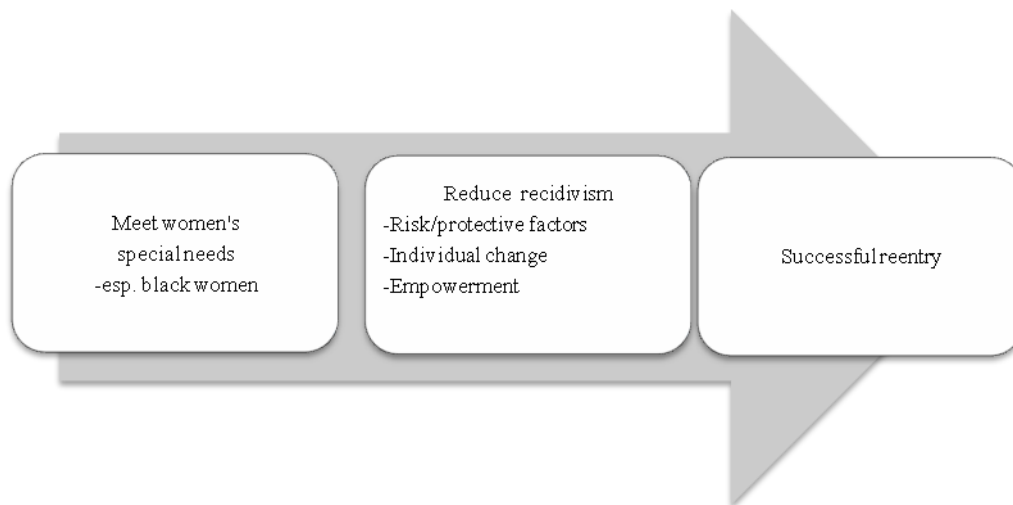 Meet women's
special needs
-esp. black women
Reduce recidivism
-Risk/protective factors
-Individual change
-Empowerment
Successful reentry